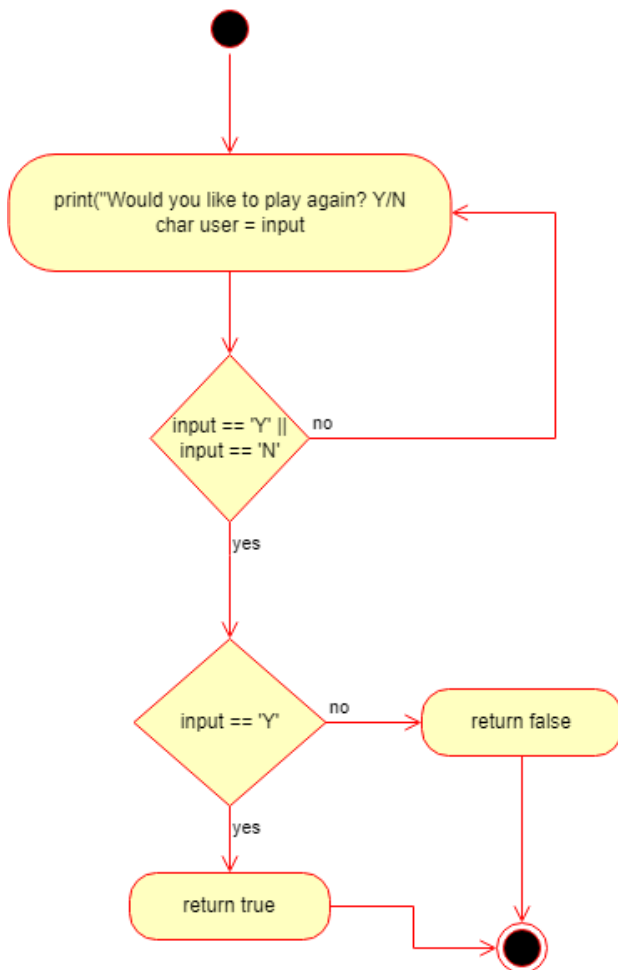 print("Would you like to play again? Y/N
char user = input
input == 'Y' ||
input == 'N'
no
yes
input == 'Y'
no
return false
yes
return true